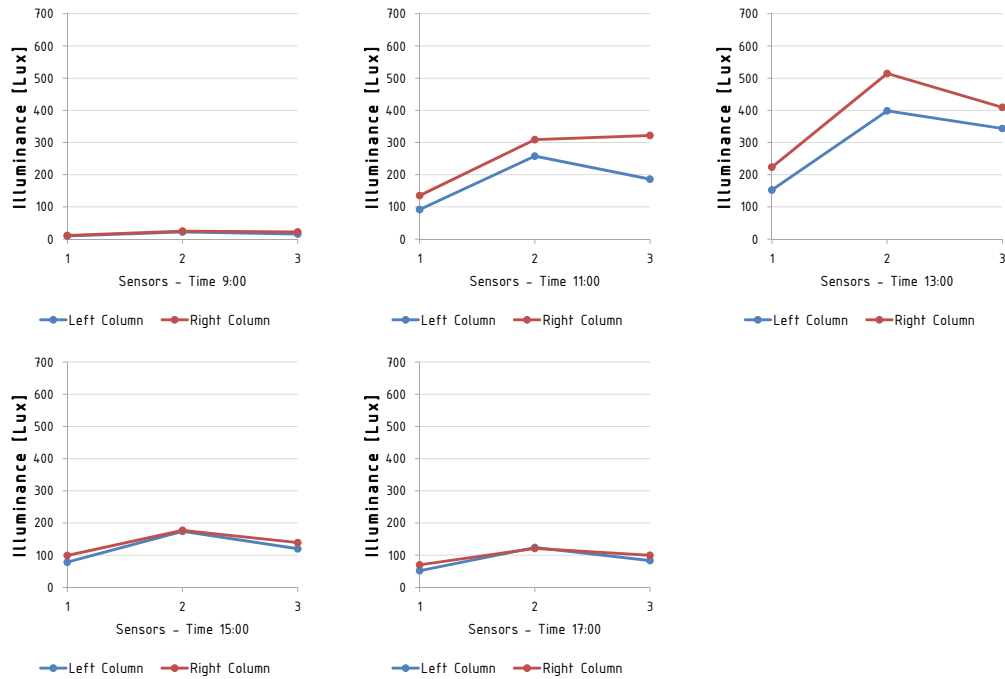 Illuminance [Lux]
700
600
500
400
300
200
100
0
1 2 3
Sensors - Time 9:00
Left Column Right Column
Illuminance [Lux]
700
600
500
400
300
200
100
0
1 2 3
Sensors - Time 11:00
Left Column Right Column
Illuminance [Lux]
700
600
500
400
300
200
100
0
1 2 3
Sensors - Time 13:00
Left Column Right Column
Illuminance [Lux]
700
600
500
400
300
200
100
0
1 2 3
Sensors - Time 15:00
Left Column Right Column
Illuminance [Lux]
700
600
500
400
300
200
100
0
1 2 3
Sensors - Time 17:00
Left Column Right Column